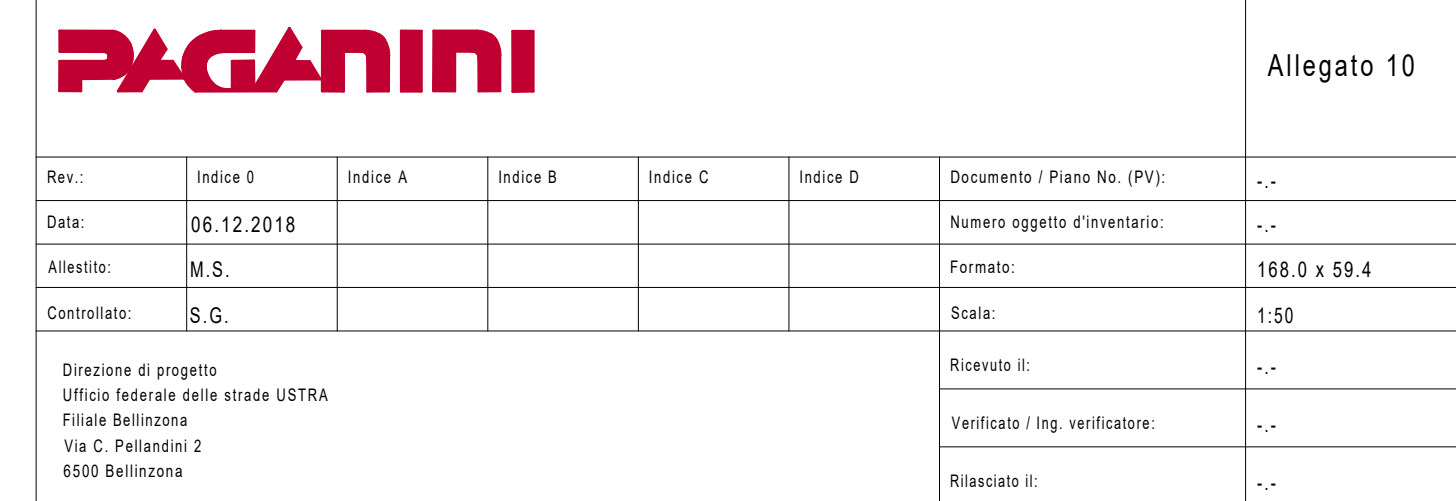 PAGANINI
Allegato 10
Rev.: Indice 0 Indice A Indice B Indice C Indice D Documento / Piano No. (PV): -.-
Data: 06.12.2018 Numero oggetto d'inventario: -.-
Allestito: M.S. Formato: 168.0 x 59.4
Controllato: S.G. Scala: 1:50
Direzione di progetto
Ufficio federale delle strade USTRA
Filiale Bellinzona
Via C. Pellandini 2
6500 Bellinzona
Ricevuto il: -.-
Verificato / Ing. verificatore: -.-
Rilasciato il: -.-